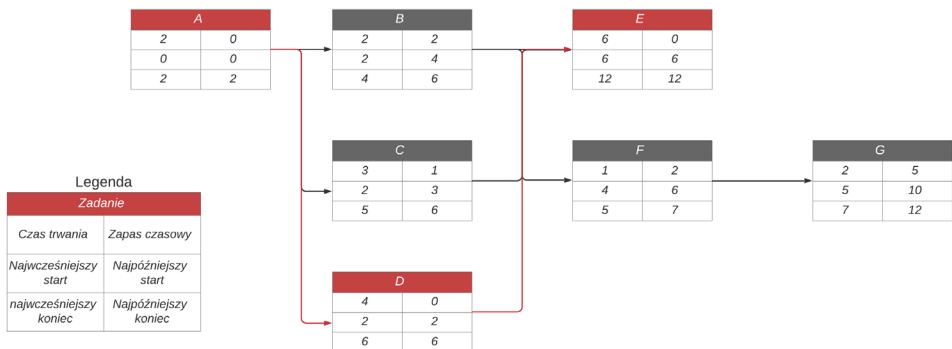 A
2 0
0 0
2 2
B
2 2
2 4
4 6
E
6 0
6 6
12 12
C
3 1
2 3
5 6
F
1 2
4 6
5 7
G
2 5
5 10
7 12
D
4 0
2 2
6 6
Legenda
Zadanie
Czas trwania Zapas czasowy
Najwcześniejszy Najpóźniejszy
start start
najwcześniejszy Najpóźniejszy
koniec koniec